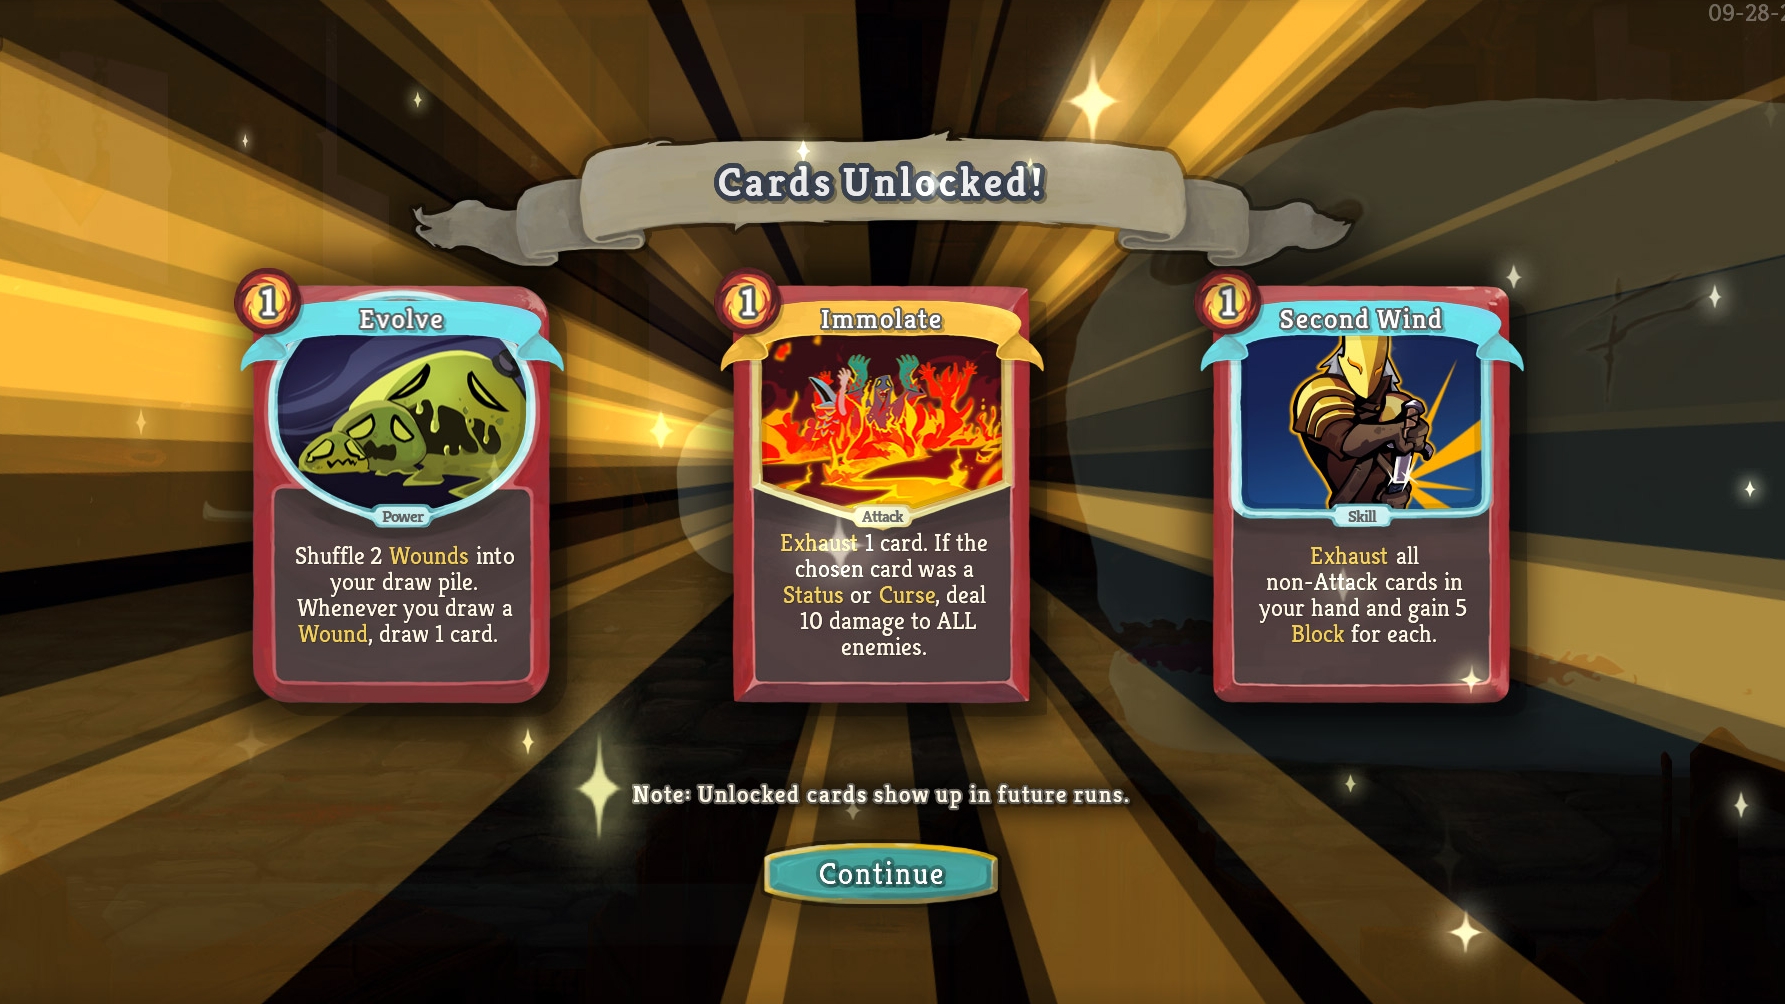 09-28-
Cards Unlocked!
1
Evolve
Power
Shuffle 2 Wounds into
your draw pile.
Whenever you draw a
Wound, draw 1 card.
1
Immolate
Attack
Exhaust 1 card. If the
chosen card was a
Status or Curse, deal
10 damage to ALL
enemies.
1
Second Wind
Skill
Exhaust all
non-Attack cards in
your hand and gain 5
Block for each.
Note: Unlocked cards show up in future runs.
Continue